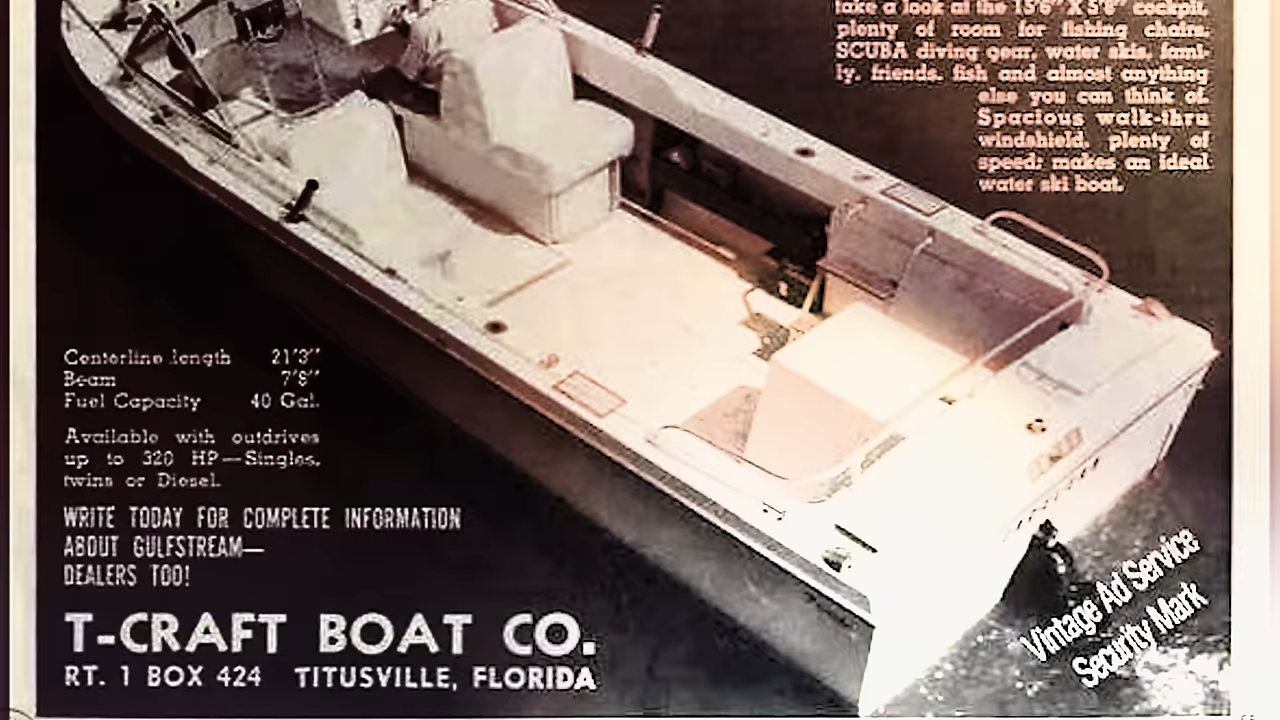 take a look at the 15'6" X 5'8" cockpit,
plenty of room for fishing chairs,
SCUBA diving gear, water skis, fami-
ly, friends, fish and almost anything
else you can think of.
Spacious walk-thru
windshield, plenty of
speed; makes an ideal
water ski boat.
Centerline length 21'3"
Beam 7'8"
Fuel Capacity 40 Gal.
Available with outdrives
up to 320 HP—Singles,
twins or Diesel.
WRITE TODAY FOR COMPLETE INFORMATION
ABOUT GULFSTREAM—
DEALERS TOO!
T-CRAFT BOAT CO.
RT. 1 BOX 424 TITUSVILLE, FLORIDA
Vintage Ad Service
Security Mark